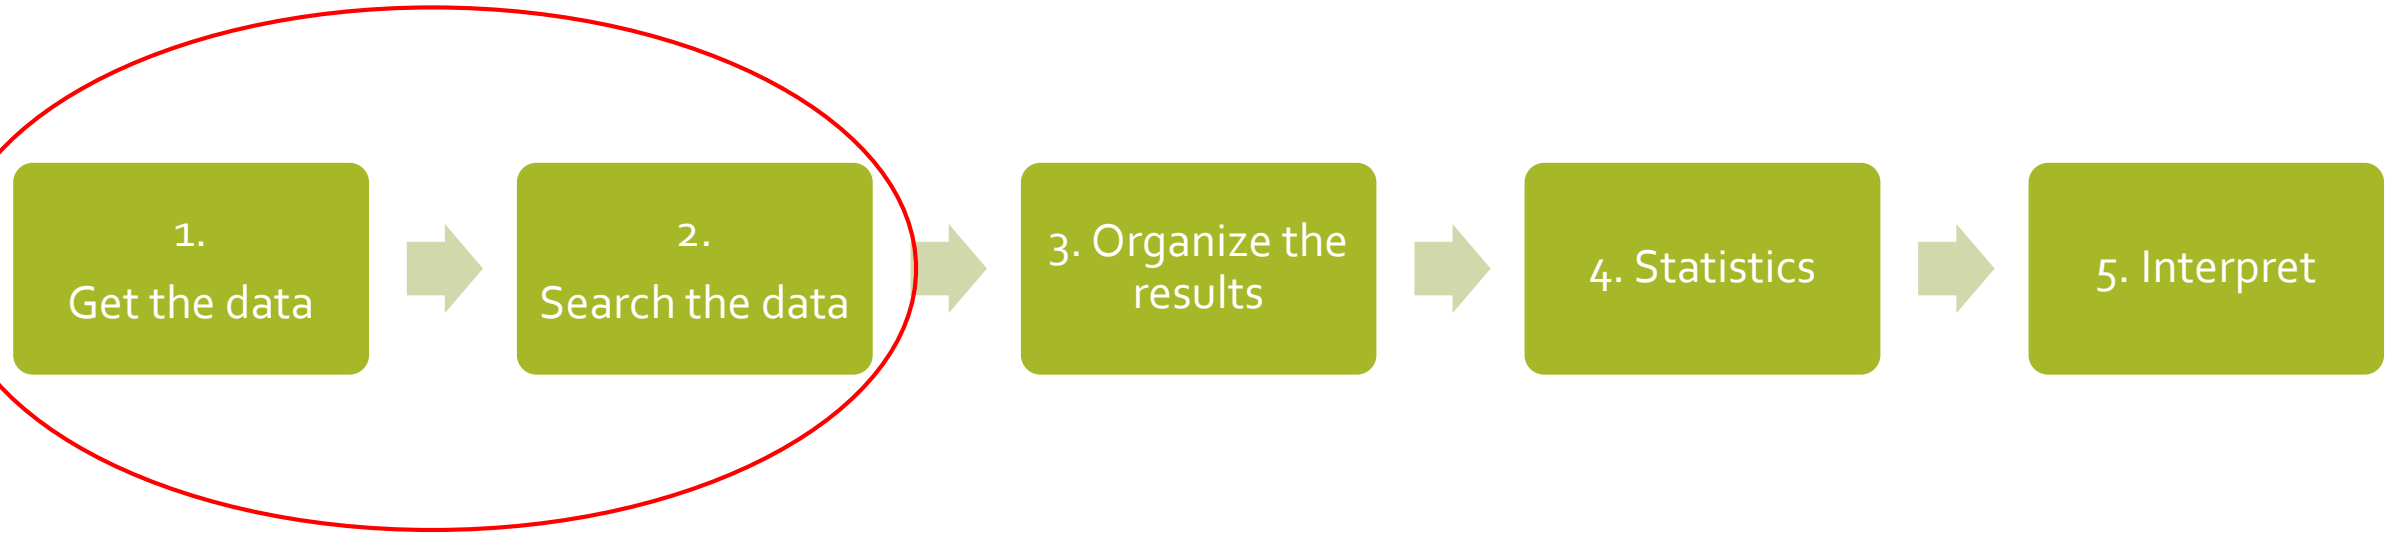 1.
Get the data
2.
Search the data
3. Organize the
results
4. Statistics
5. Interpret